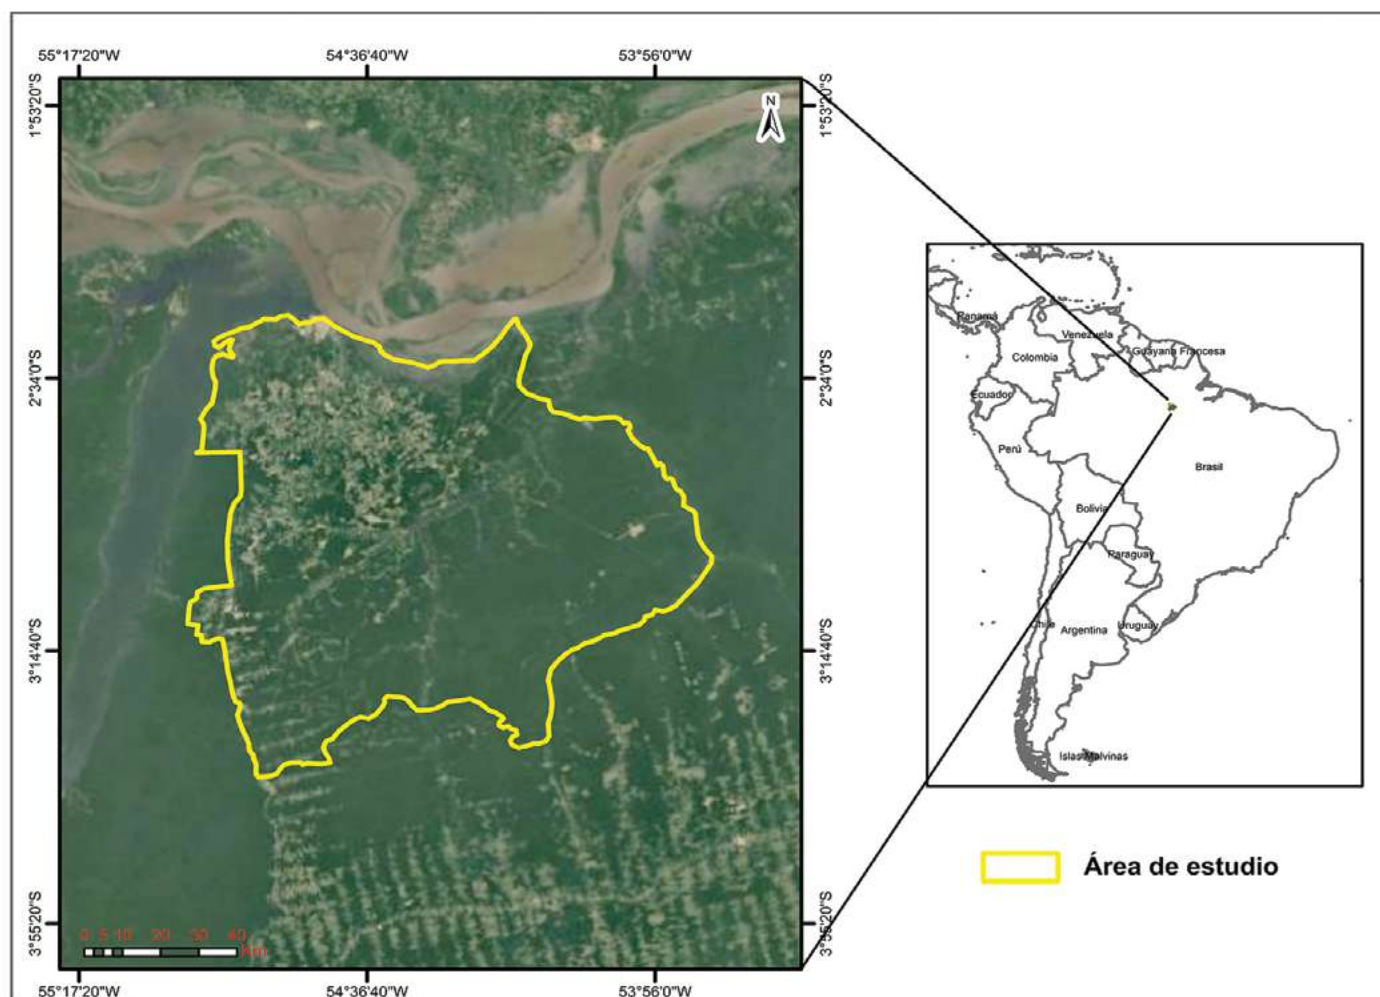 55°17'20"W 54°36'40"W 53°56'0"W
1°53'20"S 1°53'20"S
N
2°34'0"S 2°34'0"S
3°14'40"S 3°14'40"S
3°55'20"S 3°55'20"S
0 5 10 20 30 40
Km
55°17'20"W 54°36'40"W 53°56'0"W
Panamá
Venezuela
Guayana Francesa
Colombia
Ecuador
Perú
Brasil
Bolivia
Paraguay
Chile
Argentina
Uruguay
Islas Malvinas
Área de estudio